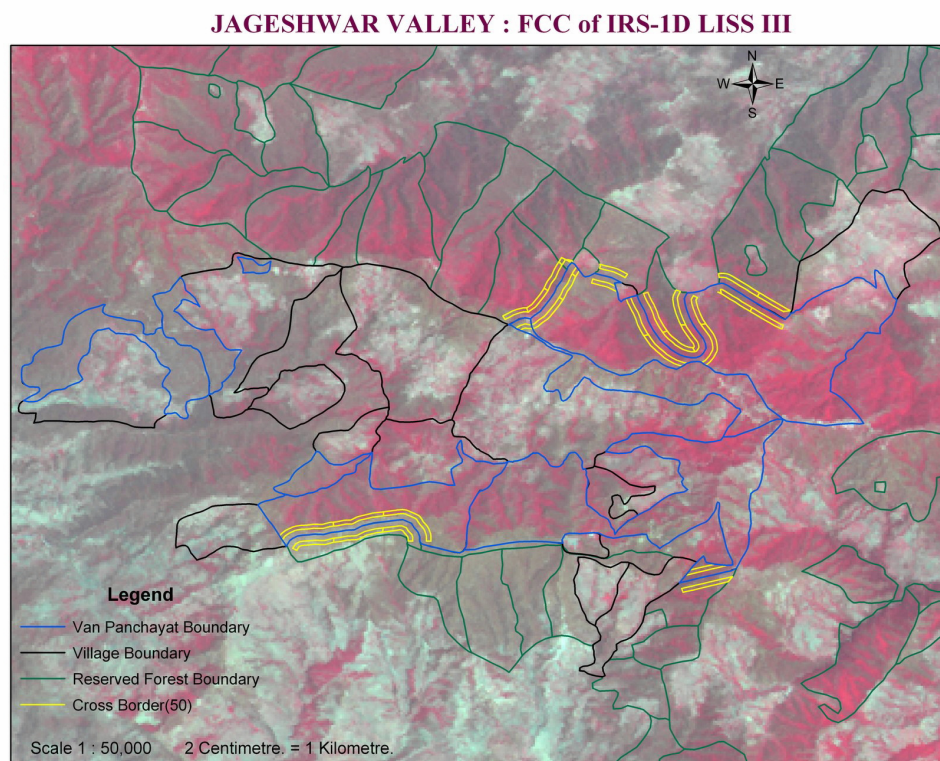 JAGESHWAR VALLEY : FCC of IRS-1D LISS III
N
W E
S
Legend
Van Panchayat Boundary
Village Boundary
Reserved Forest Boundary
Cross Border(50)
Scale 1 : 50,000 2 Centimetre. = 1 Kilometre.